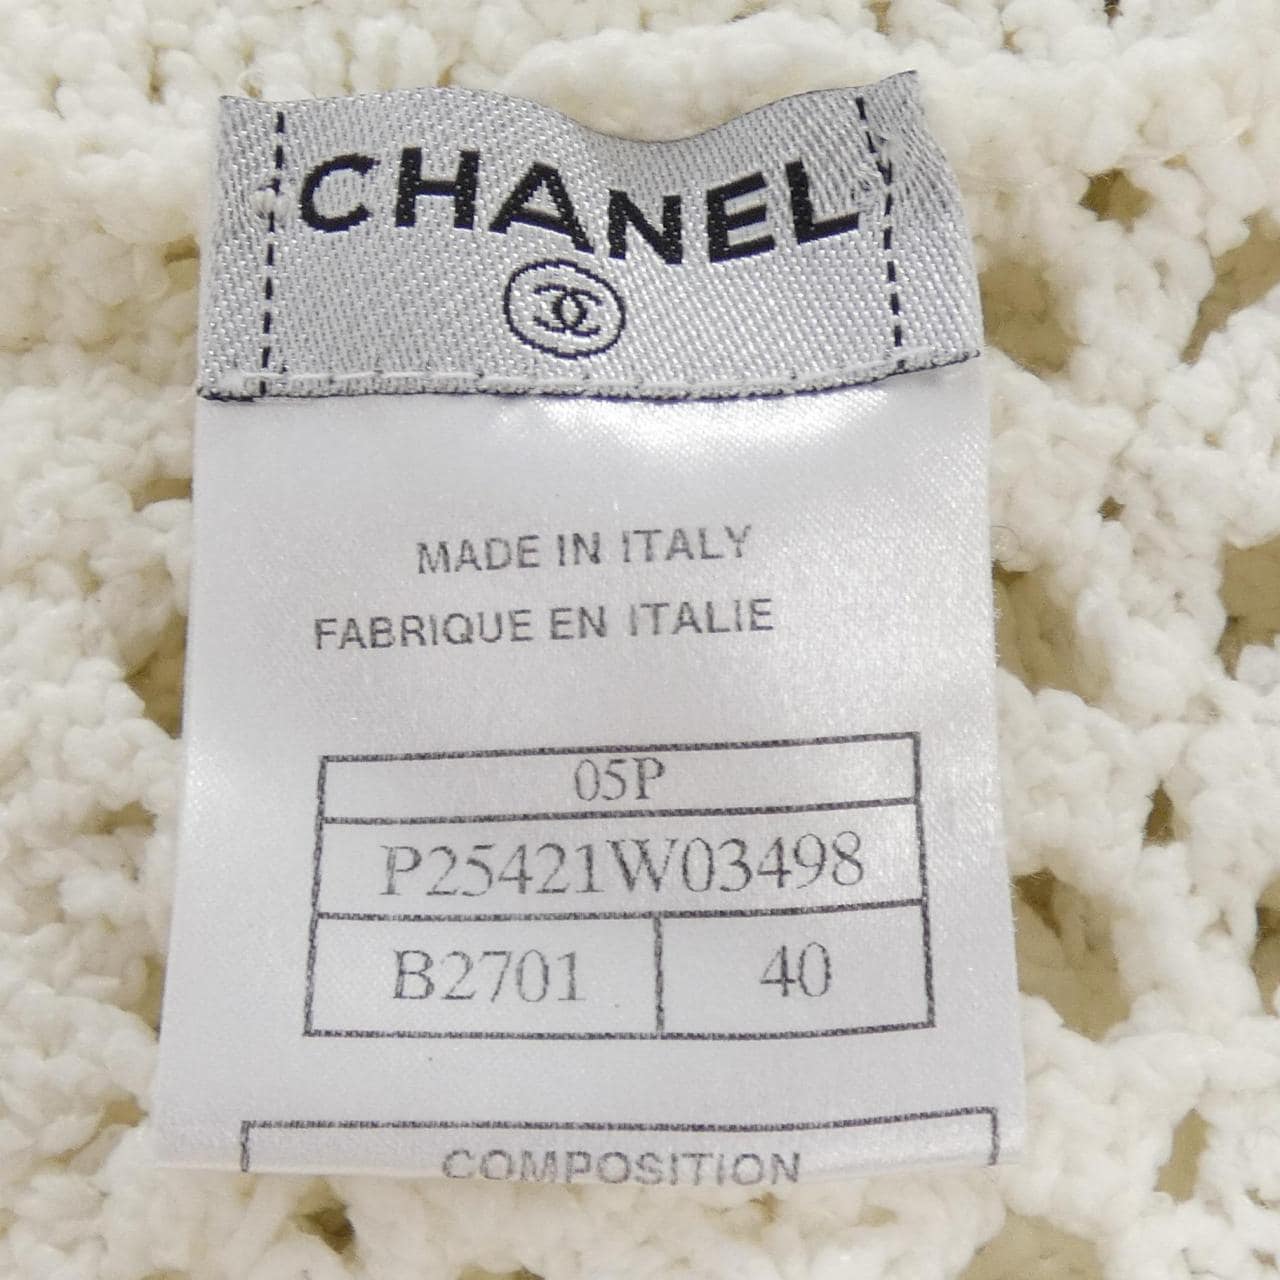 CHANEL
MADE IN ITALY
FABRIQUE EN ITALIE
05P
P25421W03498
B2701 40
COMPOSITION